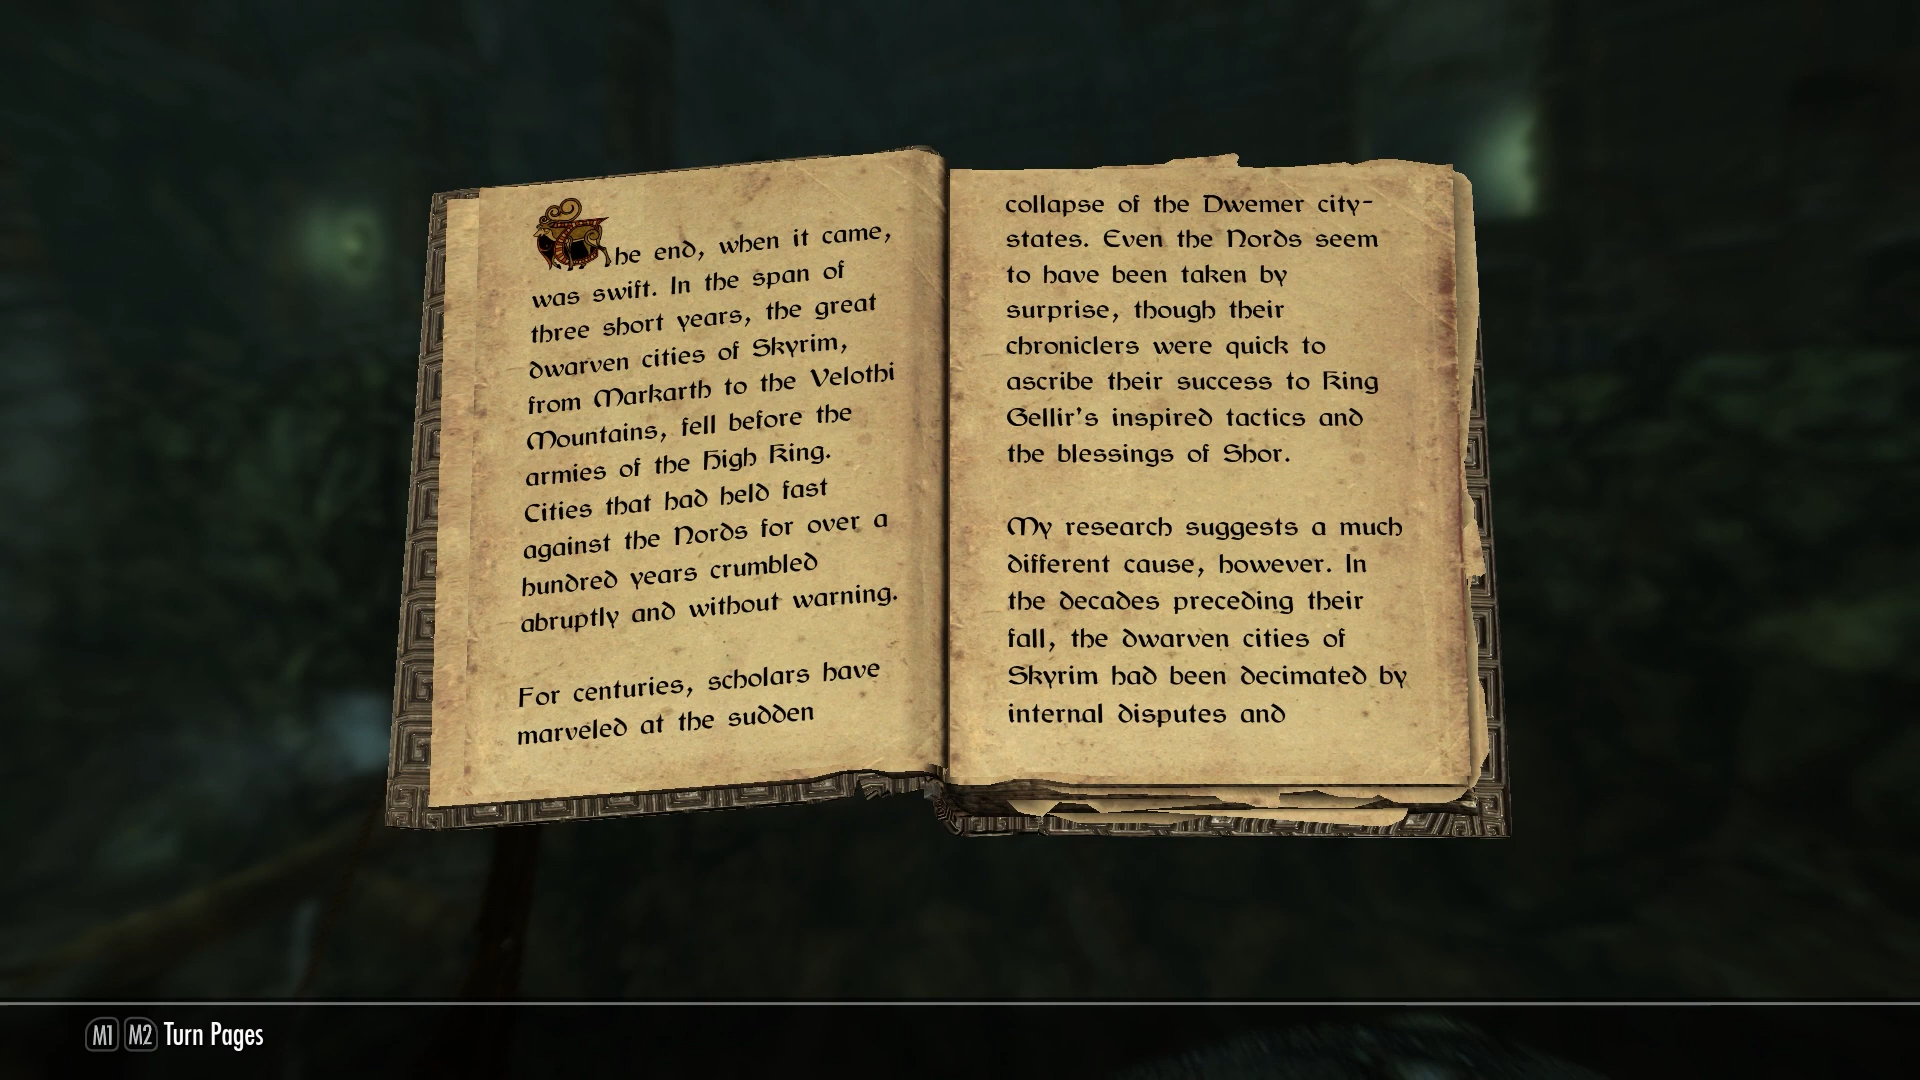 The end, when it came,
was swift. In the span of
three short years, the great
dwarven cities of Skyrim,
from Markarth to the Velothi
Mountains, fell before the
armies of the High King.
Cities that had held fast
against the Nords for over a
hundred years crumbled
abruptly and without warning.
For centuries, scholars have
marveled at the sudden
collapse of the Dwemer city-
states. Even the Nords seem
to have been taken by
surprise, though their
chroniclers were quick to
ascribe their success to King
Gellir's inspired tactics and
the blessings of Shor.
My research suggests a much
different cause, however. In
the decades preceding their
fall, the dwarven cities of
Skyrim had been decimated by
internal disputes and
M1 M2 Turn Pages